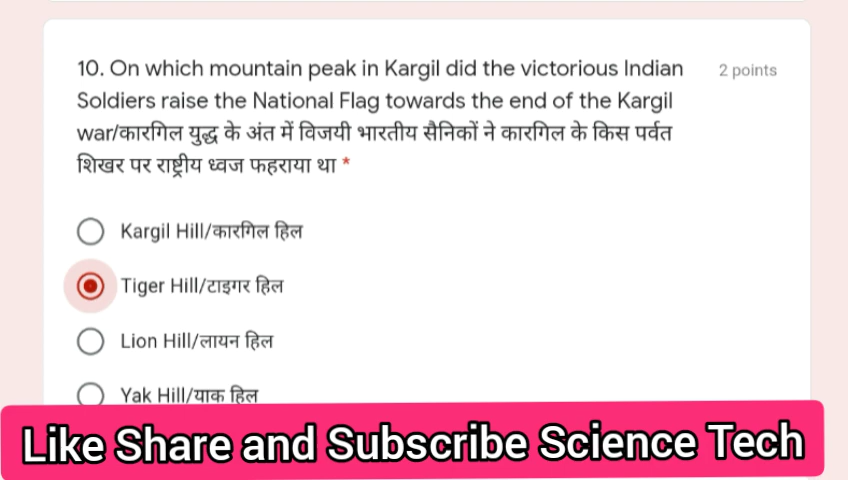 10. On which mountain peak in Kargil did the victorious Indian
2 points
Soldiers raise the National Flag towards the end of the Kargil
war/कारगिल युद्ध के अंत में विजयी भारतीय सैनिकों ने कारगिल के किस पर्वत
शिखर पर राष्ट्रीय ध्वज फहराया था *
Kargil Hill/कारगिल हिल
Tiger Hill/टाइगर हिल
Lion Hill/लायन हिल
Yak Hill/याक हिल
Like Share and Subscribe Science Tech